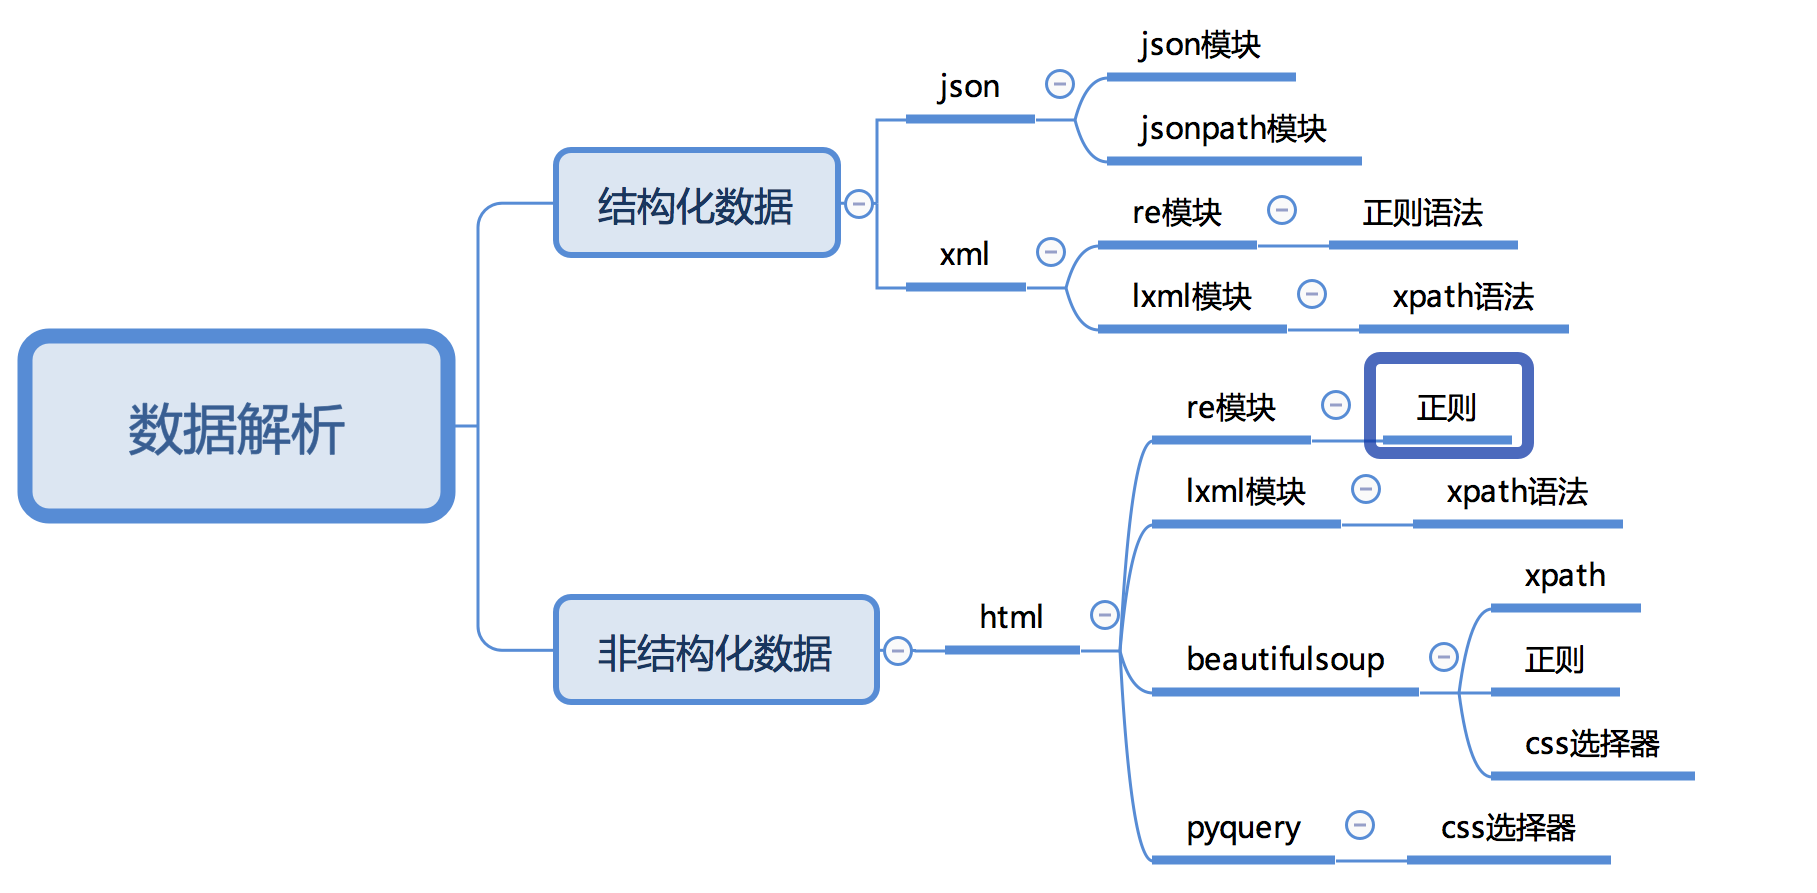 数据解析
结构化数据
json
json模块
jsonpath模块
xml
re模块
正则语法
lxml模块
xpath语法
非结构化数据
html
re模块
正则
lxml模块
xpath语法
beautifulsoup
xpath
正则
css选择器
pyquery
css选择器